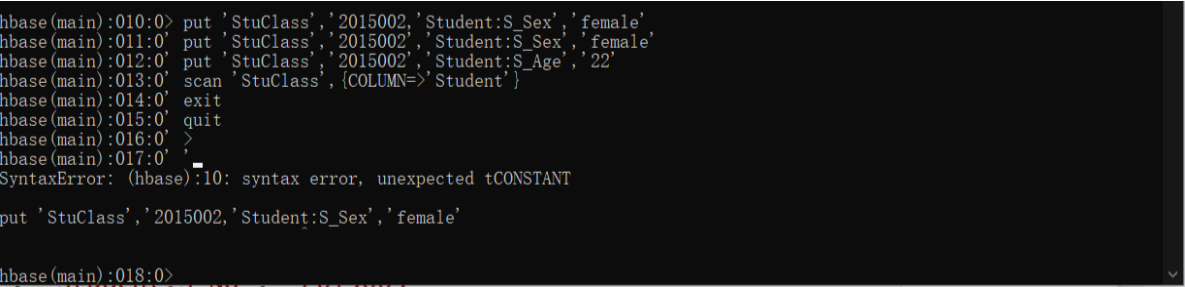 hbase(main):010:0> put 'StuClass','2015002,'Student:S_Sex','female'
hbase(main):011:0' put 'StuClass','2015002','Student:S_Sex','female'
hbase(main):012:0' put 'StuClass','2015002','Student:S_Age','22'
hbase(main):013:0' scan 'StuClass',{COLUMN=>'Student'}
hbase(main):014:0' exit
hbase(main):015:0' quit
hbase(main):016:0' >
hbase(main):017:0' '
SyntaxError: (hbase):10: syntax error, unexpected tCONSTANT
put 'StuClass','2015002,'Student:S_Sex','female'
hbase(main):018:0>